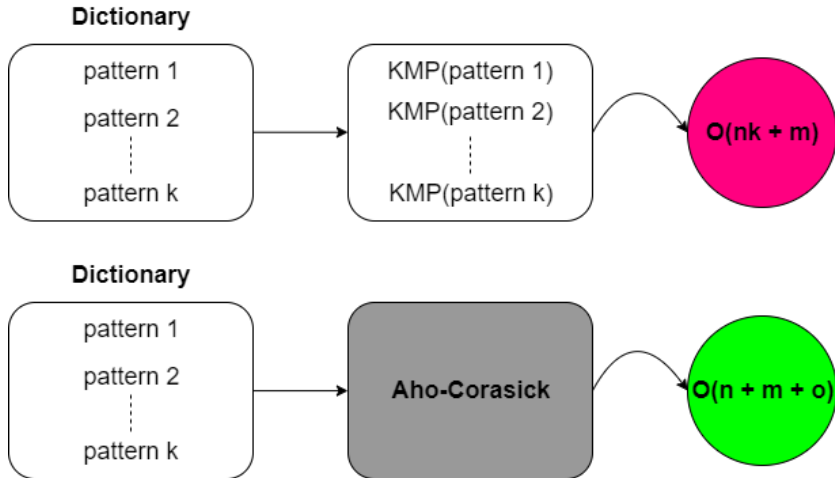 Dictionary
pattern 1
pattern 2
pattern k
KMP(pattern 1)
KMP(pattern 2)
KMP(pattern k)
O(nk + m)
Dictionary
pattern 1
pattern 2
pattern k
Aho-Corasick
O(n + m + o)